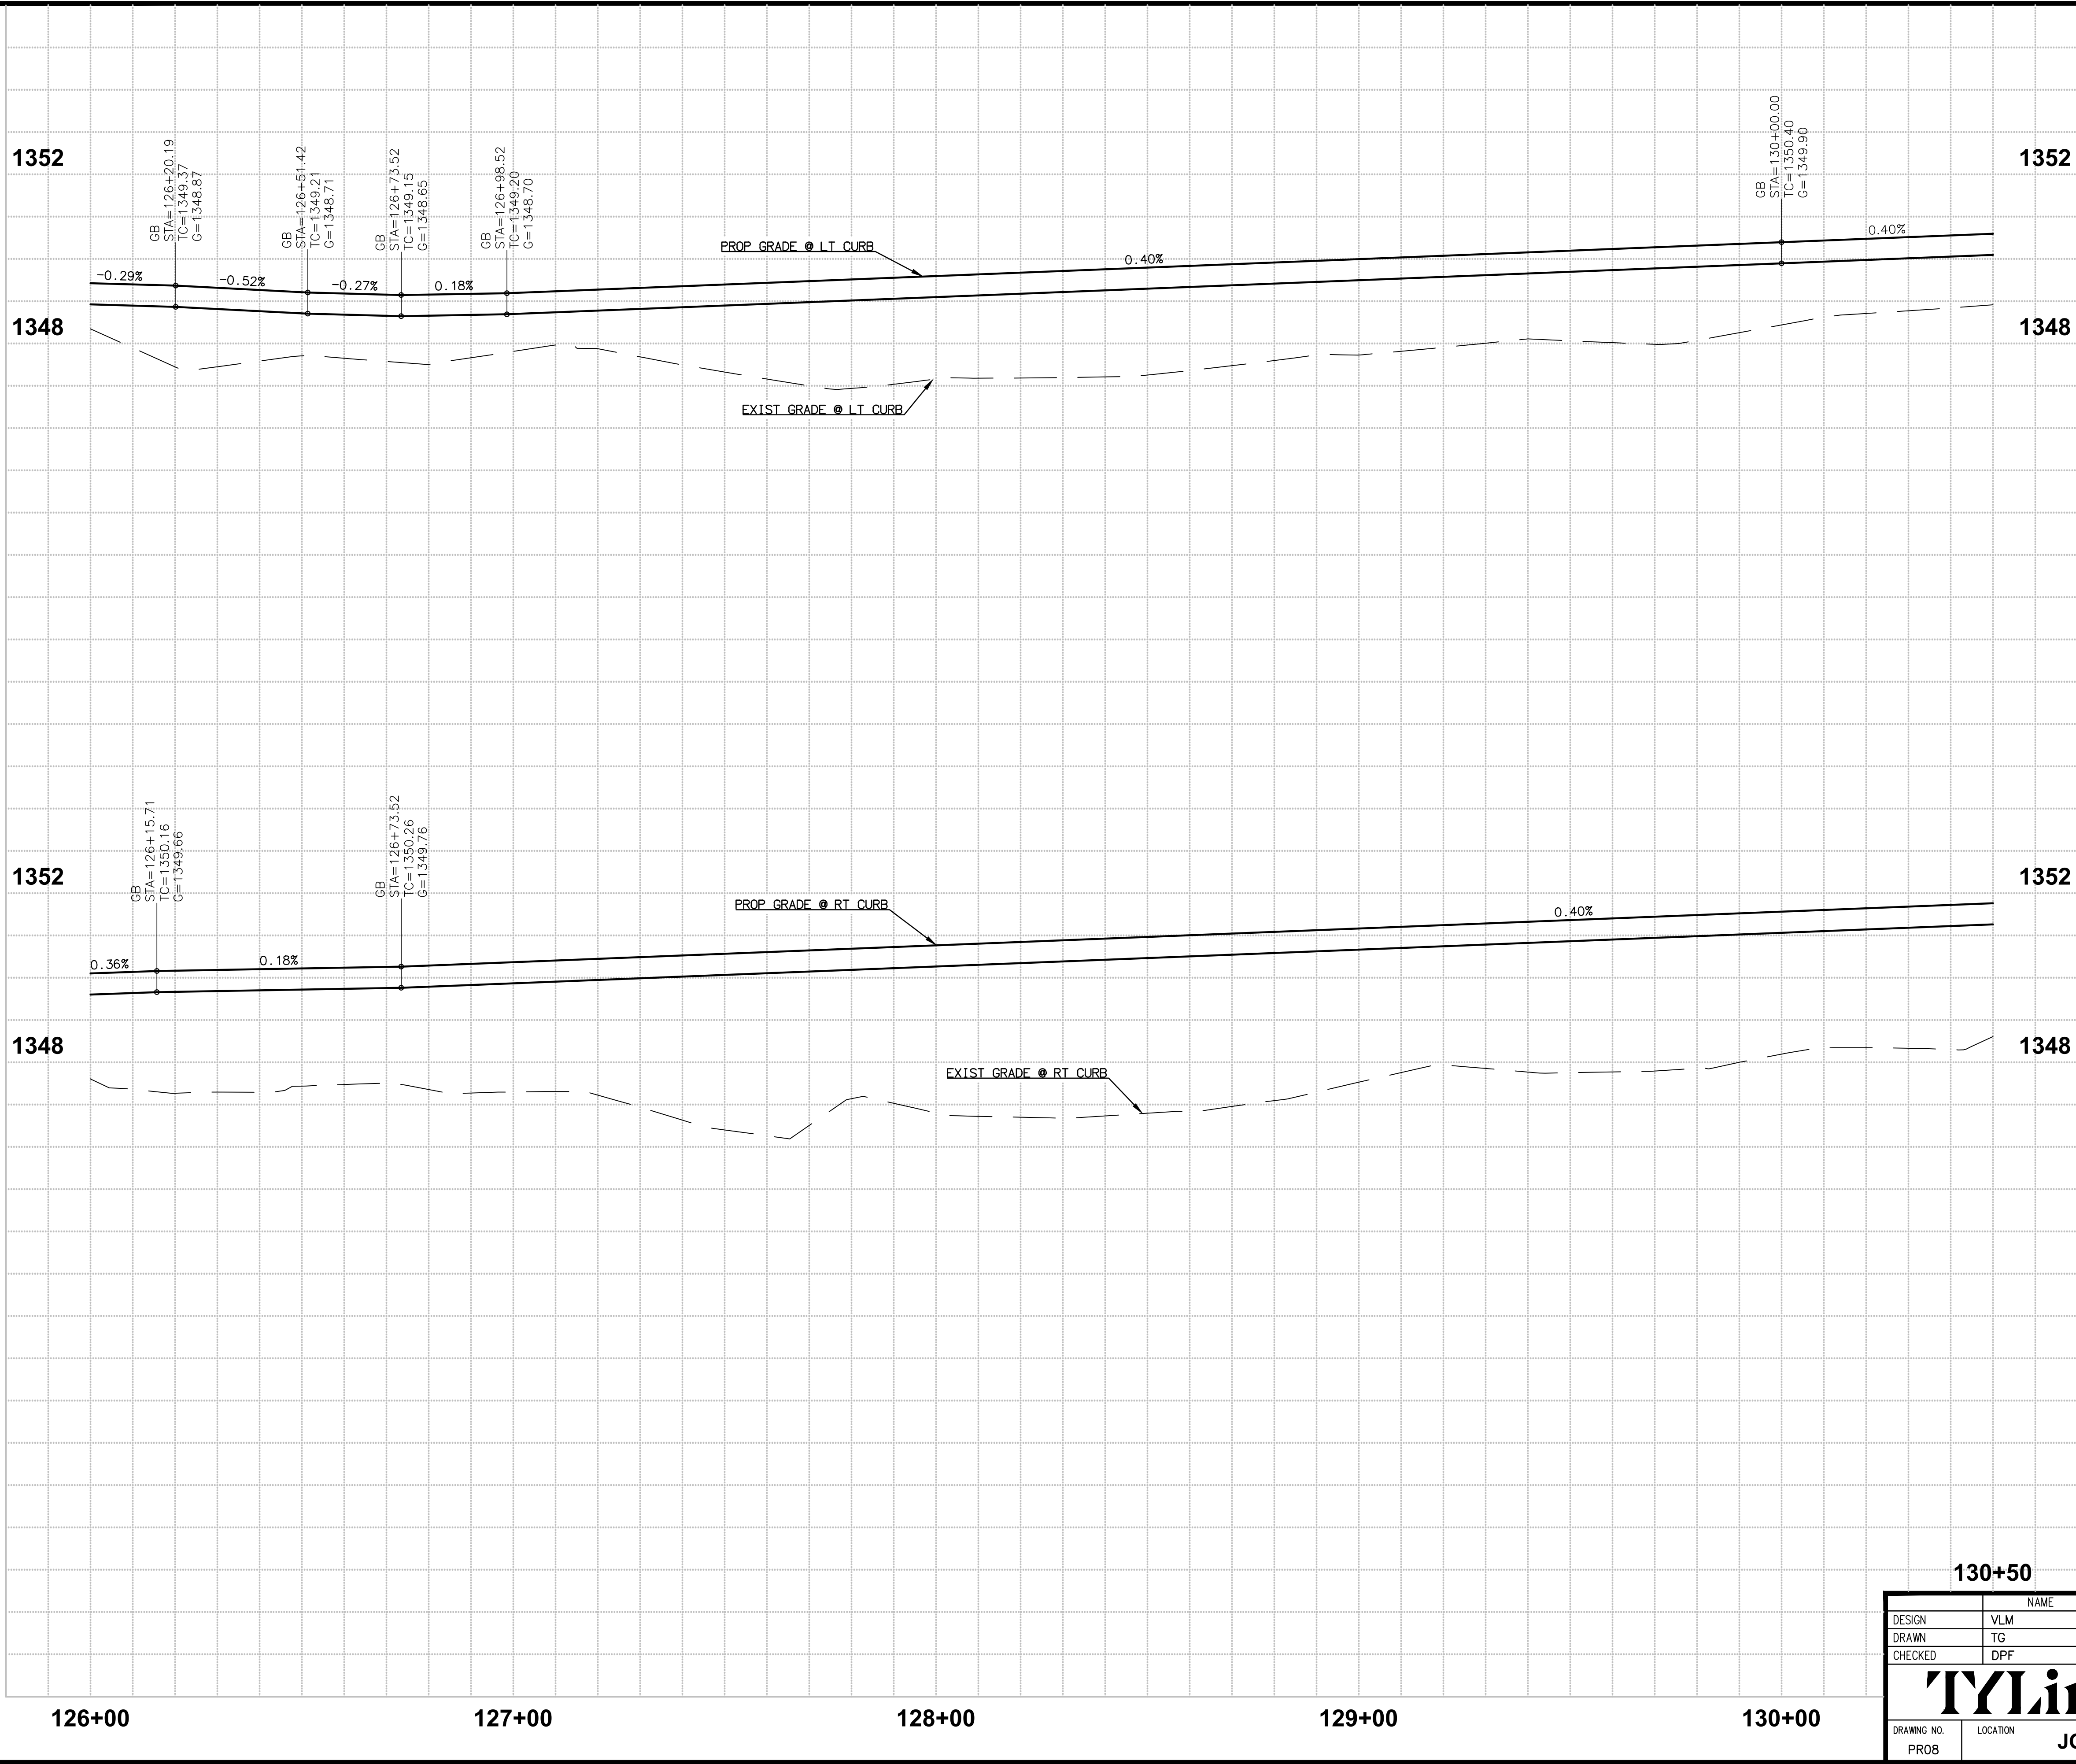 1352
1352
GB
STA=126+20.19
TC=1349.37
G=1348.87
GB
STA=126+51.42
TC=1349.21
G=1348.71
GB
STA=126+73.52
TC=1349.15
G=1348.65
GB
STA=126+98.52
TC=1349.20
G=1348.70
GB
STA=130+00.00
TC=1350.40
G=1349.90
PROP GRADE @ LT CURB
-0.29%
-0.52%
-0.27%
0.18%
0.40%
0.40%
1348
1348
EXIST GRADE @ LT CURB
GB
STA=126+15.71
TC=1350.16
G=1349.66
GB
STA=126+73.52
TC=1350.26
G=1349.76
1352
1352
PROP GRADE @ RT CURB
0.40%
0.36%
0.18%
1348
1348
EXIST GRADE @ RT CURB
130+50
NAME
DESIGN VLM
DRAWN TG
CHECKED DPF
TYLi
DRAWING NO.
PR08
LOCATION
126+00 127+00 128+00 129+00 130+00